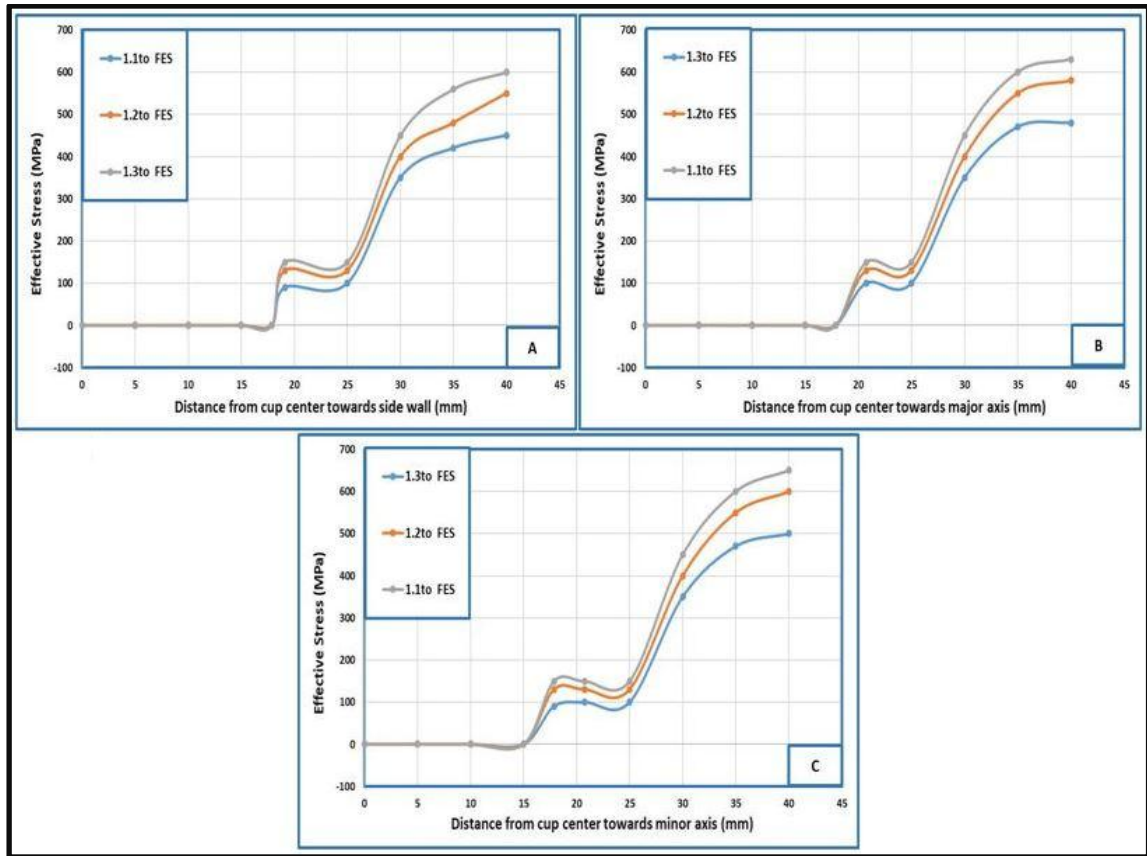 700
600
500
400
300
200
100
0
-100
Effective Stress (MPa)
1.1to FES
1.2to FES
1.3to FES
A
0 5 10 15 20 25 30 35 40 45
Distance from cup center towards side wall (mm)
700
600
500
400
300
200
100
0
-100
Effective Stress (MPa)
1.3to FES
1.2to FES
1.1to FES
B
0 5 10 15 20 25 30 35 40 45
Distance from cup center towards major axis (mm)
700
600
500
400
300
200
100
0
-100
Effective Stress (MPa)
1.3to FES
1.2to FES
1.1to FES
C
0 5 10 15 20 25 30 35 40 45
Distance from cup center towards minor axis (mm)